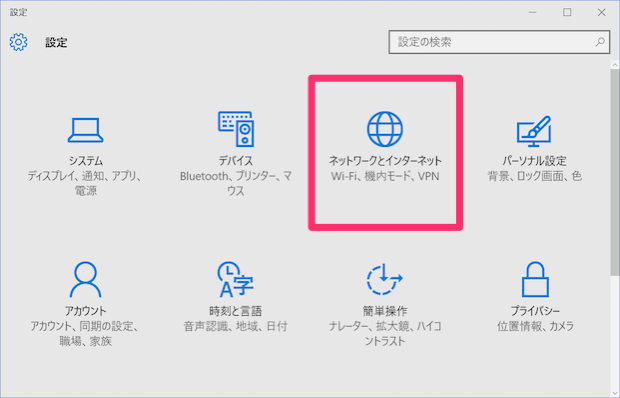 設定
設定
設定の検索
システム
ディスプレイ、通知、アプリ、
電源
デバイス
Bluetooth、プリンター、マ
ウス
ネットワークとインターネット
Wi-Fi、機内モード、VPN
パーソナル設定
背景、ロック画面、色
アカウント
アカウント、同期の設定、
職場、家族
A字
時刻と言語
音声認識、地域、日付
簡単操作
ナレーター、拡大鏡、ハイコ
ントラスト
プライバシー
位置情報、カメラ